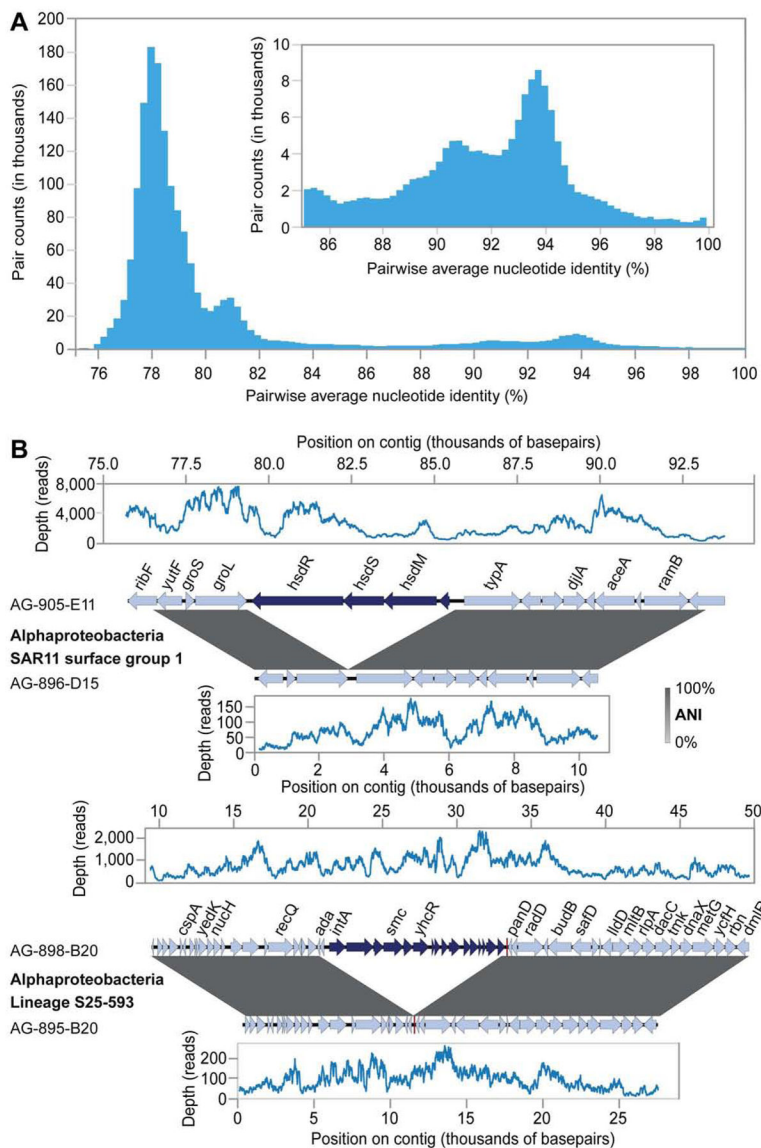 A
200
180
160
140
120
100
80
60
40
20
0
Pair counts (in thousands)
76 78 80 82 84 86 88 90 92 94 96 98 100
Pairwise average nucleotide identity (%)
10
8
6
4
2
0
Pair counts (in thousands)
86 88 90 92 94 96 98 100
Pairwise average nucleotide identity (%)
B
Position on contig (thousands of basepairs)
75.0 77.5 80.0 82.5 85.0 87.5 90.0 92.5
Depth (reads)
8,000
4,000
0
ribF yutF groS groL hsdR hsdS hsdM typA djlA aceA ramB
AG-905-E11
Alphaproteobacteria
SAR11 surface group 1
AG-896-D15
100%
ANI
0%
Depth (reads)
150
100
50
0
0 2 4 6 8 10
Position on contig (thousands of basepairs)
10 15 20 25 30 35 40 45 50
Depth (reads)
2,000
1,000
0
cspA yedK nucH recQ ada intA smc yhcR panD radD budB safD lldD mltB rlpA dacC tmk dnaX metG ycfH rbn dmlR
AG-898-B20
Alphaproteobacteria
Lineage S25-593
AG-895-B20
Depth (reads)
200
100
0
0 5 10 15 20 25
Position on contig (thousands of basepairs)